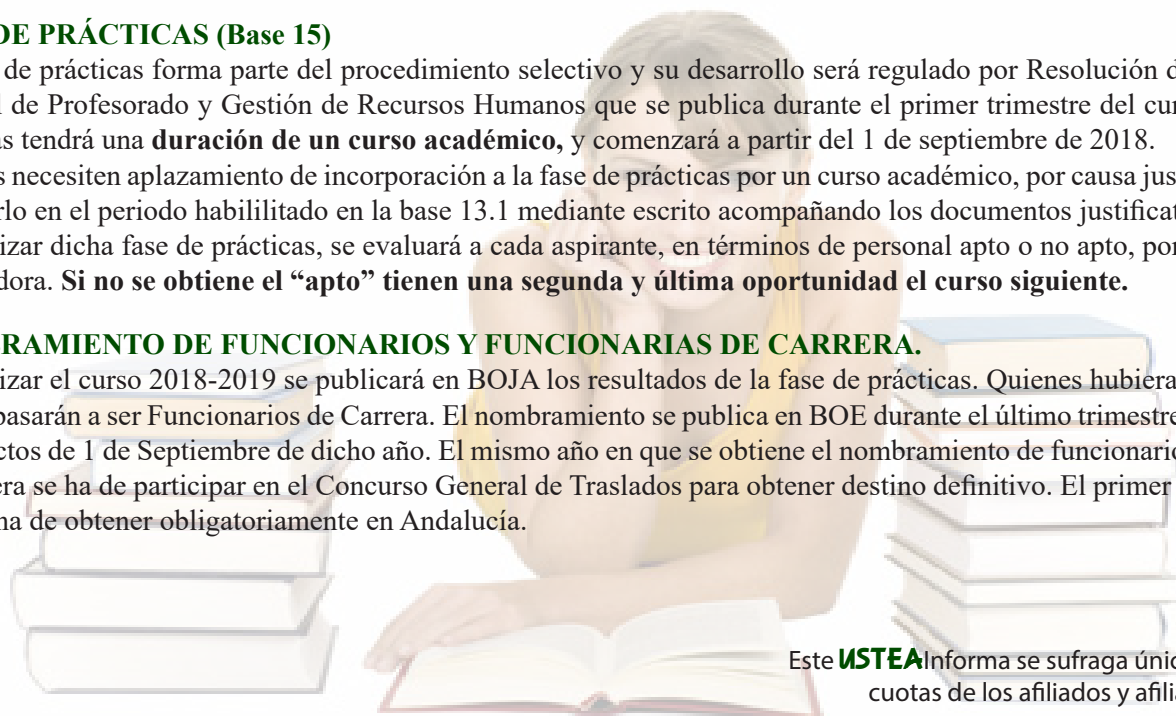 DE PRÁCTICAS (Base 15)
de prácticas forma parte del procedimiento selectivo y su desarrollo será regulado por Resolución d
l de Profesorado y Gestión de Recursos Humanos que se publica durante el primer trimestre del cur
as tendrá una duración de un curso académico, y comenzará a partir del 1 de septiembre de 2018.
s necesiten aplazamiento de incorporación a la fase de prácticas por un curso académico, por causa jus
rlo en el periodo habililitado en la base 13.1 mediante escrito acompañando los documentos justificat
izar dicha fase de prácticas, se evaluará a cada aspirante, en términos de personal apto o no apto, por
dora. Si no se obtiene el “apto” tienen una segunda y última oportunidad el curso siguiente.
RAMIENTO DE FUNCIONARIOS Y FUNCIONARIAS DE CARRERA.
izar el curso 2018-2019 se publicará en BOJA los resultados de la fase de prácticas. Quienes hubiera
pasarán a ser Funcionarios de Carrera. El nombramiento se publica en BOE durante el último trimestre
ctos de 1 de Septiembre de dicho año. El mismo año en que se obtiene el nombramiento de funcionario
era se ha de participar en el Concurso General de Traslados para obtener destino definitivo. El primer
ha de obtener obligatoriamente en Andalucía.
Este USTEA Informa se sufraga únic
cuotas de los afiliados y afilia